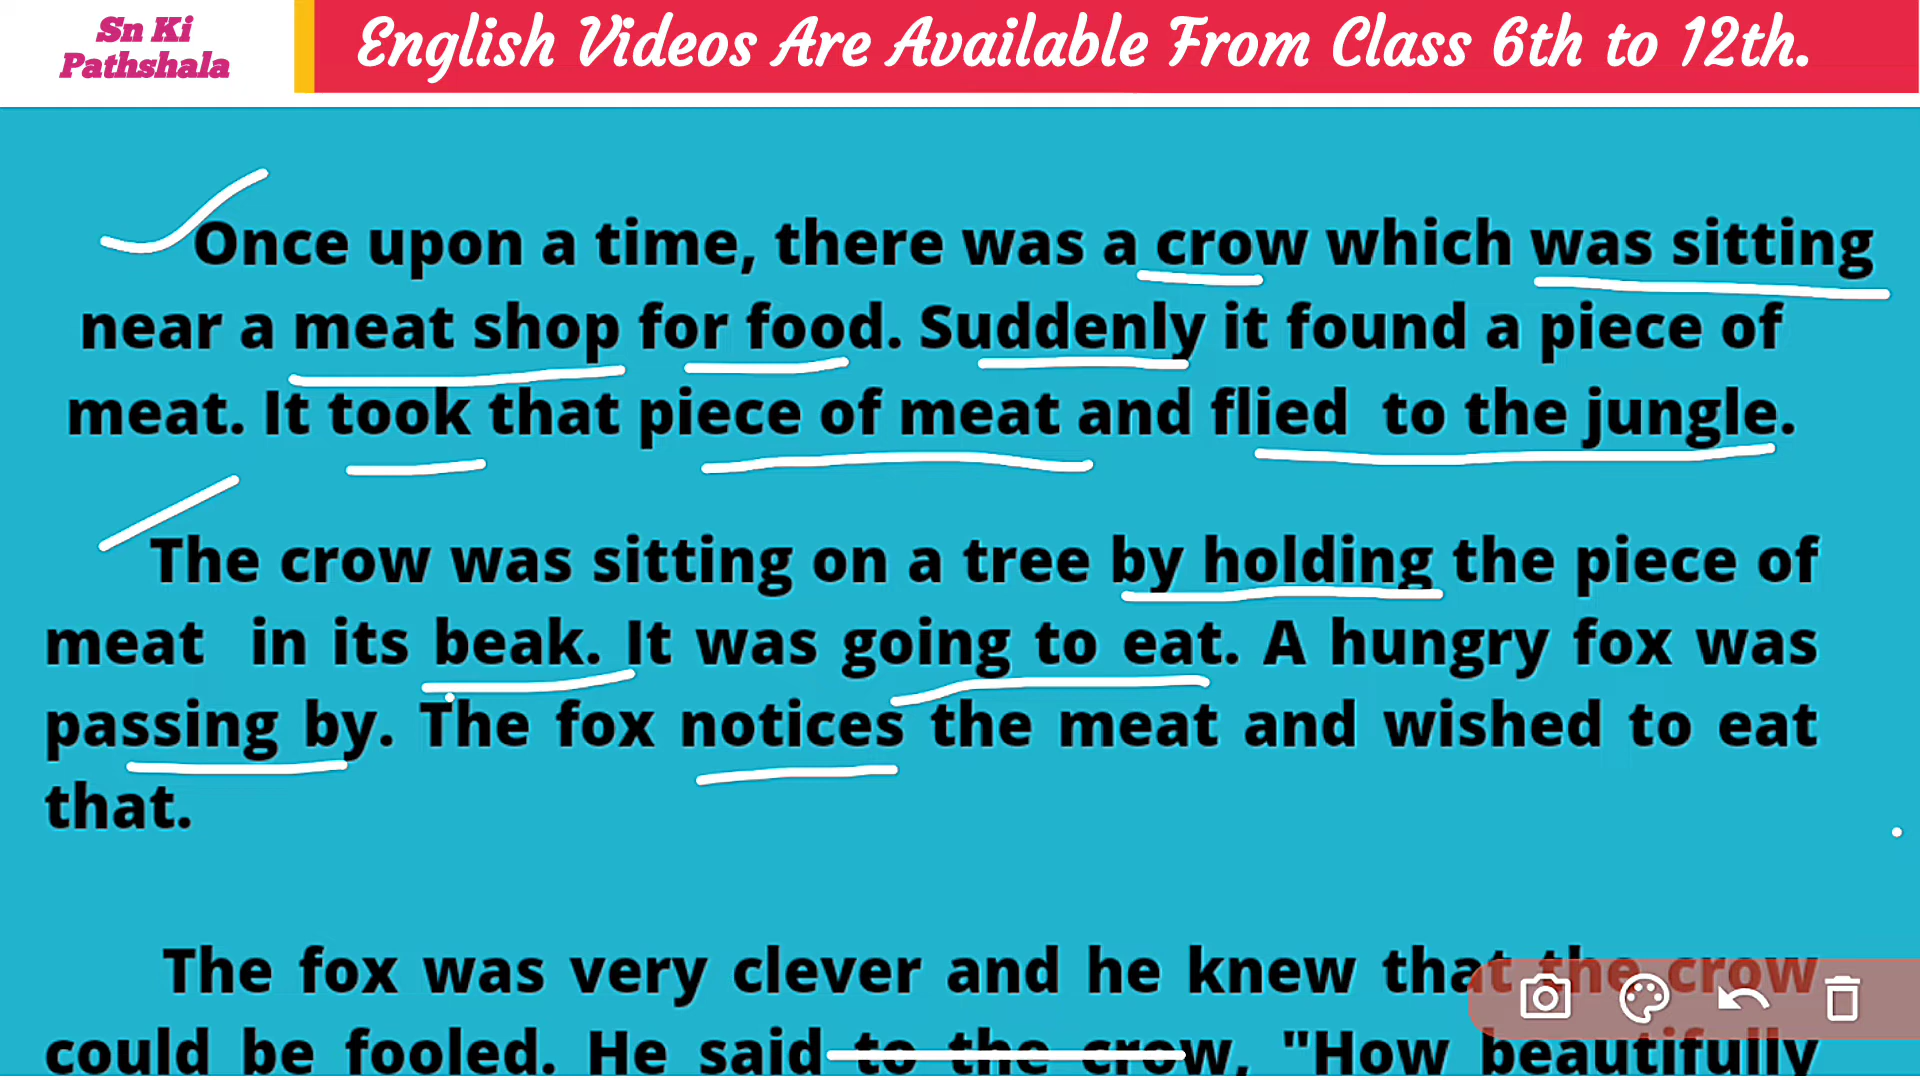 Sn Ki
Pathshala
English Videos Are Available From Class 6th to 12th.
Once upon a time, there was a crow which was sitting
near a meat shop for food. Suddenly it found a piece of
meat. It took that piece of meat and flied to the jungle.
The crow was sitting on a tree by holding the piece of
meat in its beak. It was going to eat. A hungry fox was
passing by. The fox notices the meat and wished to eat
that.
The fox was very clever and he knew that the crow
could be fooled. He said to the crow, "How beautifully